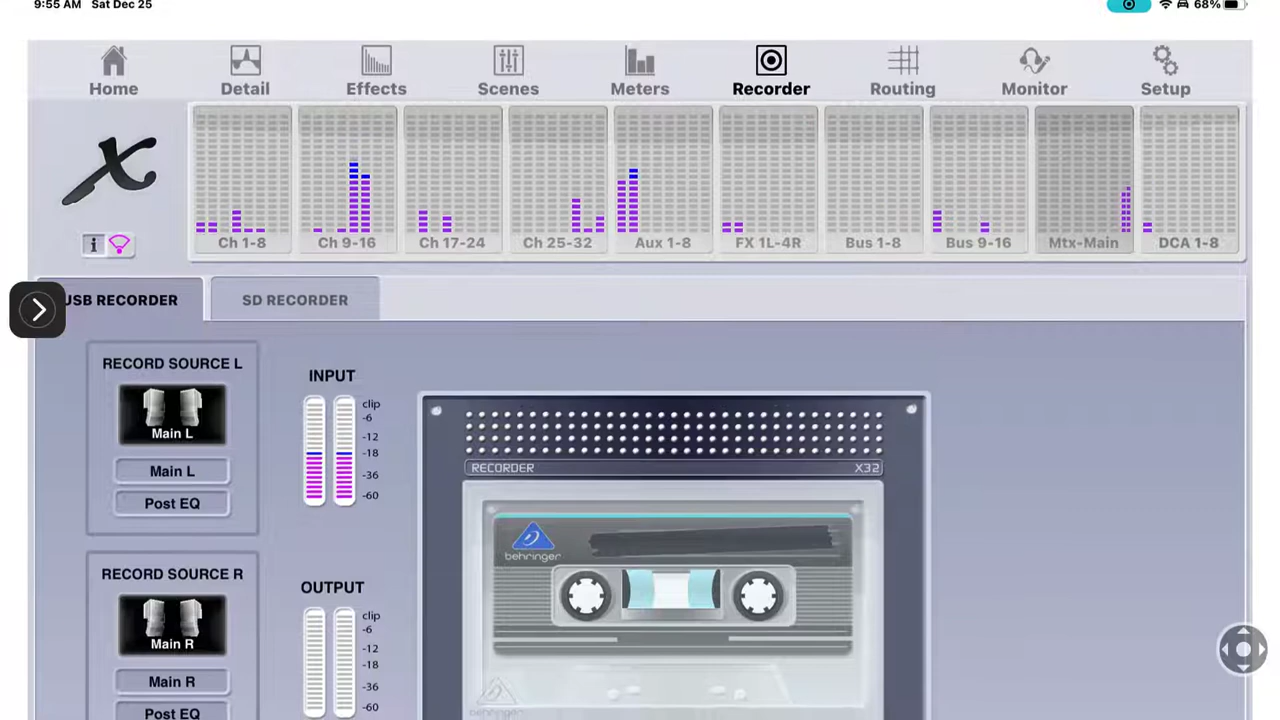 9:55 AM Sat Dec 25
68%
Home Detail Effects Scenes Meters Recorder Routing Monitor Setup
X
i
Ch 1-8 Ch 9-16 Ch 17-24 Ch 25-32 Aux 1-8 FX 1L-4R Bus 1-8 Bus 9-16 Mtx-Main DCA 1-8
USB RECORDER SD RECORDER
RECORD SOURCE L
Main L
Main L
Post EQ
INPUT
clip
-6
-12
-18
-36
-60
RECORDER X32
behringer
RECORD SOURCE R
Main R
Main R
Post EQ
OUTPUT
clip
-6
-12
-18
-36
-60
behringer